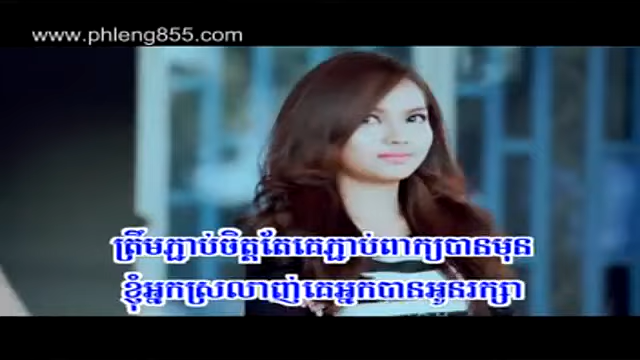 www.phleng855.com
ត្រឹមភ្ជាប់ចិត្តតែគេភ្ជាប់ពាក្យបានមុន
ខ្ញុំអ្នកស្រលាញ់គេអ្នកបានអូនរក្សា